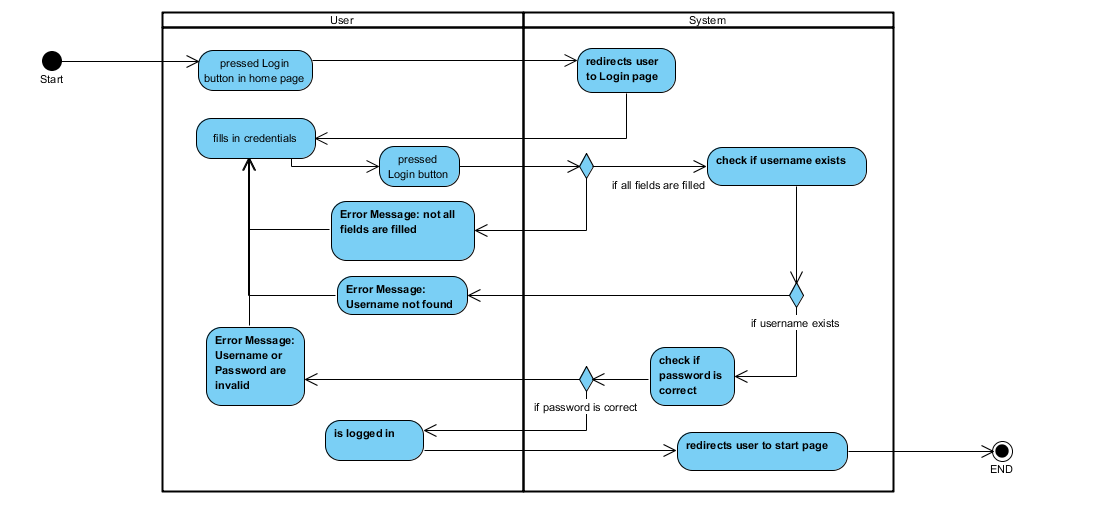 User
System
Start
pressed Login
button in home page
redirects user
to Login page
fills in credentials
pressed
Login button
if all fields are filled
check if username exists
Error Message: not all
fields are filled
Error Message:
Username not found
if username exists
Error Message:
Username or
Password are
invalid
check if
password is
correct
if password is correct
is logged in
redirects user to start page
END